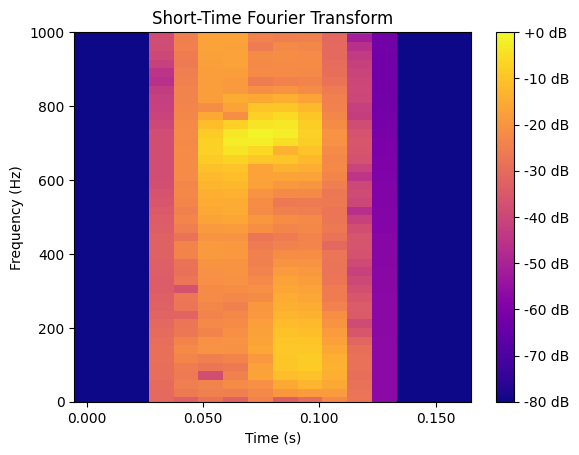 Short-Time Fourier Transform
1000
800
600
400
200
0
Frequency (Hz)
0.000
0.050
0.100
0.150
Time (s)
+0 dB
-10 dB
-20 dB
-30 dB
-40 dB
-50 dB
-60 dB
-70 dB
-80 dB